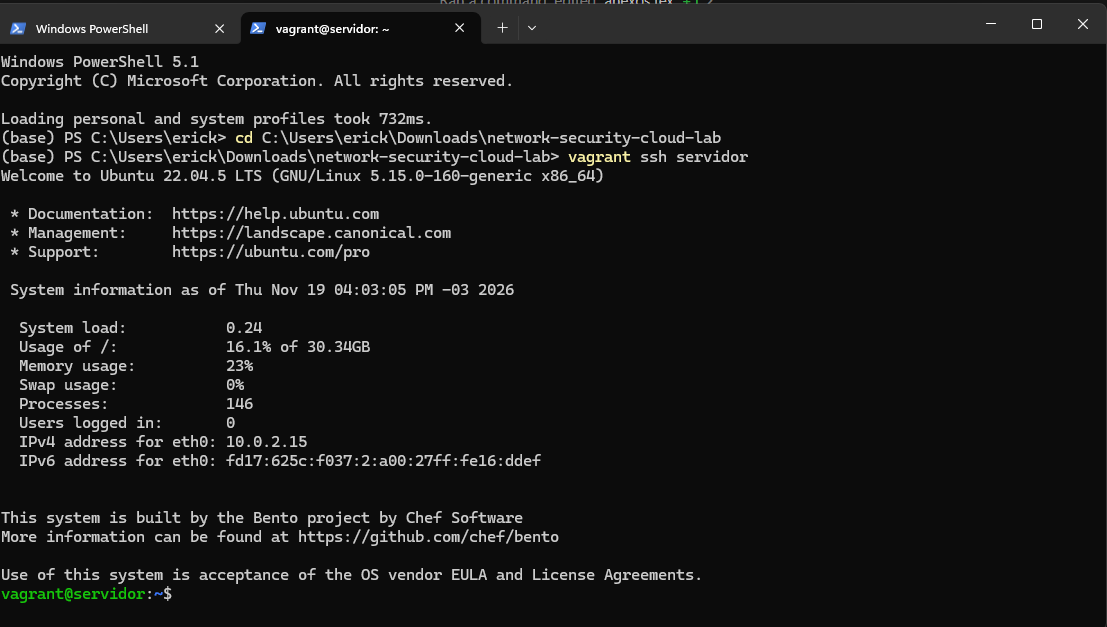 Windows PowerShell
vagrant@servidor: ~
Windows PowerShell 5.1
Copyright (C) Microsoft Corporation. All rights reserved.
Loading personal and system profiles took 732ms.
(base) PS C:\Users\erick> cd C:\Users\erick\Downloads\network-security-cloud-lab
(base) PS C:\Users\erick\Downloads\network-security-cloud-lab> vagrant ssh servidor
Welcome to Ubuntu 22.04.5 LTS (GNU/Linux 5.15.0-160-generic x86_64)
* Documentation:  https://help.ubuntu.com
* Management:     https://landscape.canonical.com
* Support:        https://ubuntu.com/pro
System information as of Thu Nov 19 04:03:05 PM -03 2026
System load:           0.24
Usage of /:            16.1% of 30.34GB
Memory usage:          23%
Swap usage:            0%
Processes:             146
Users logged in:       0
IPv4 address for eth0: 10.0.2.15
IPv6 address for eth0: fd17:625c:f037:2:a00:27ff:fe16:ddef
This system is built by the Bento project by Chef Software
More information can be found at https://github.com/chef/bento
Use of this system is acceptance of the OS vendor EULA and License Agreements.
vagrant@servidor:~$